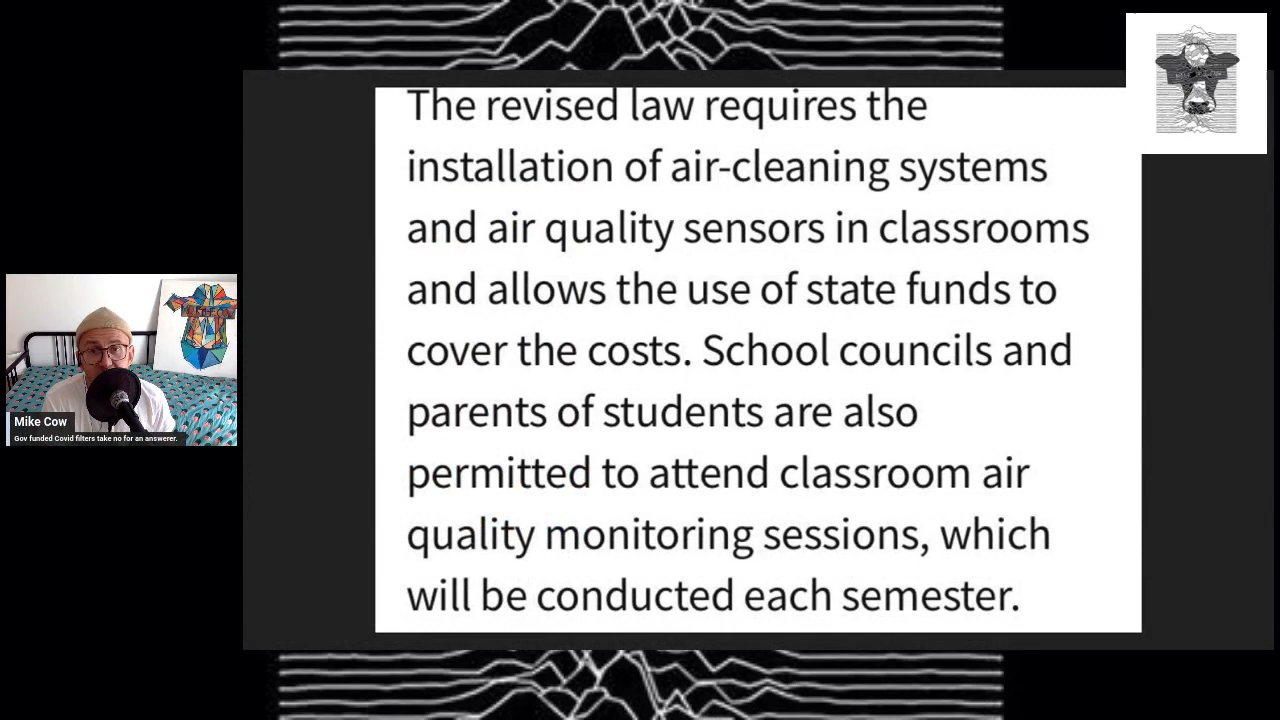 The revised law requires the
installation of air-cleaning systems
and air quality sensors in classrooms
and allows the use of state funds to
cover the costs. School councils and
parents of students are also
permitted to attend classroom air
quality monitoring sessions, which
will be conducted each semester.
Mike Cow
Gov funded Covid filters take no for an answerer.